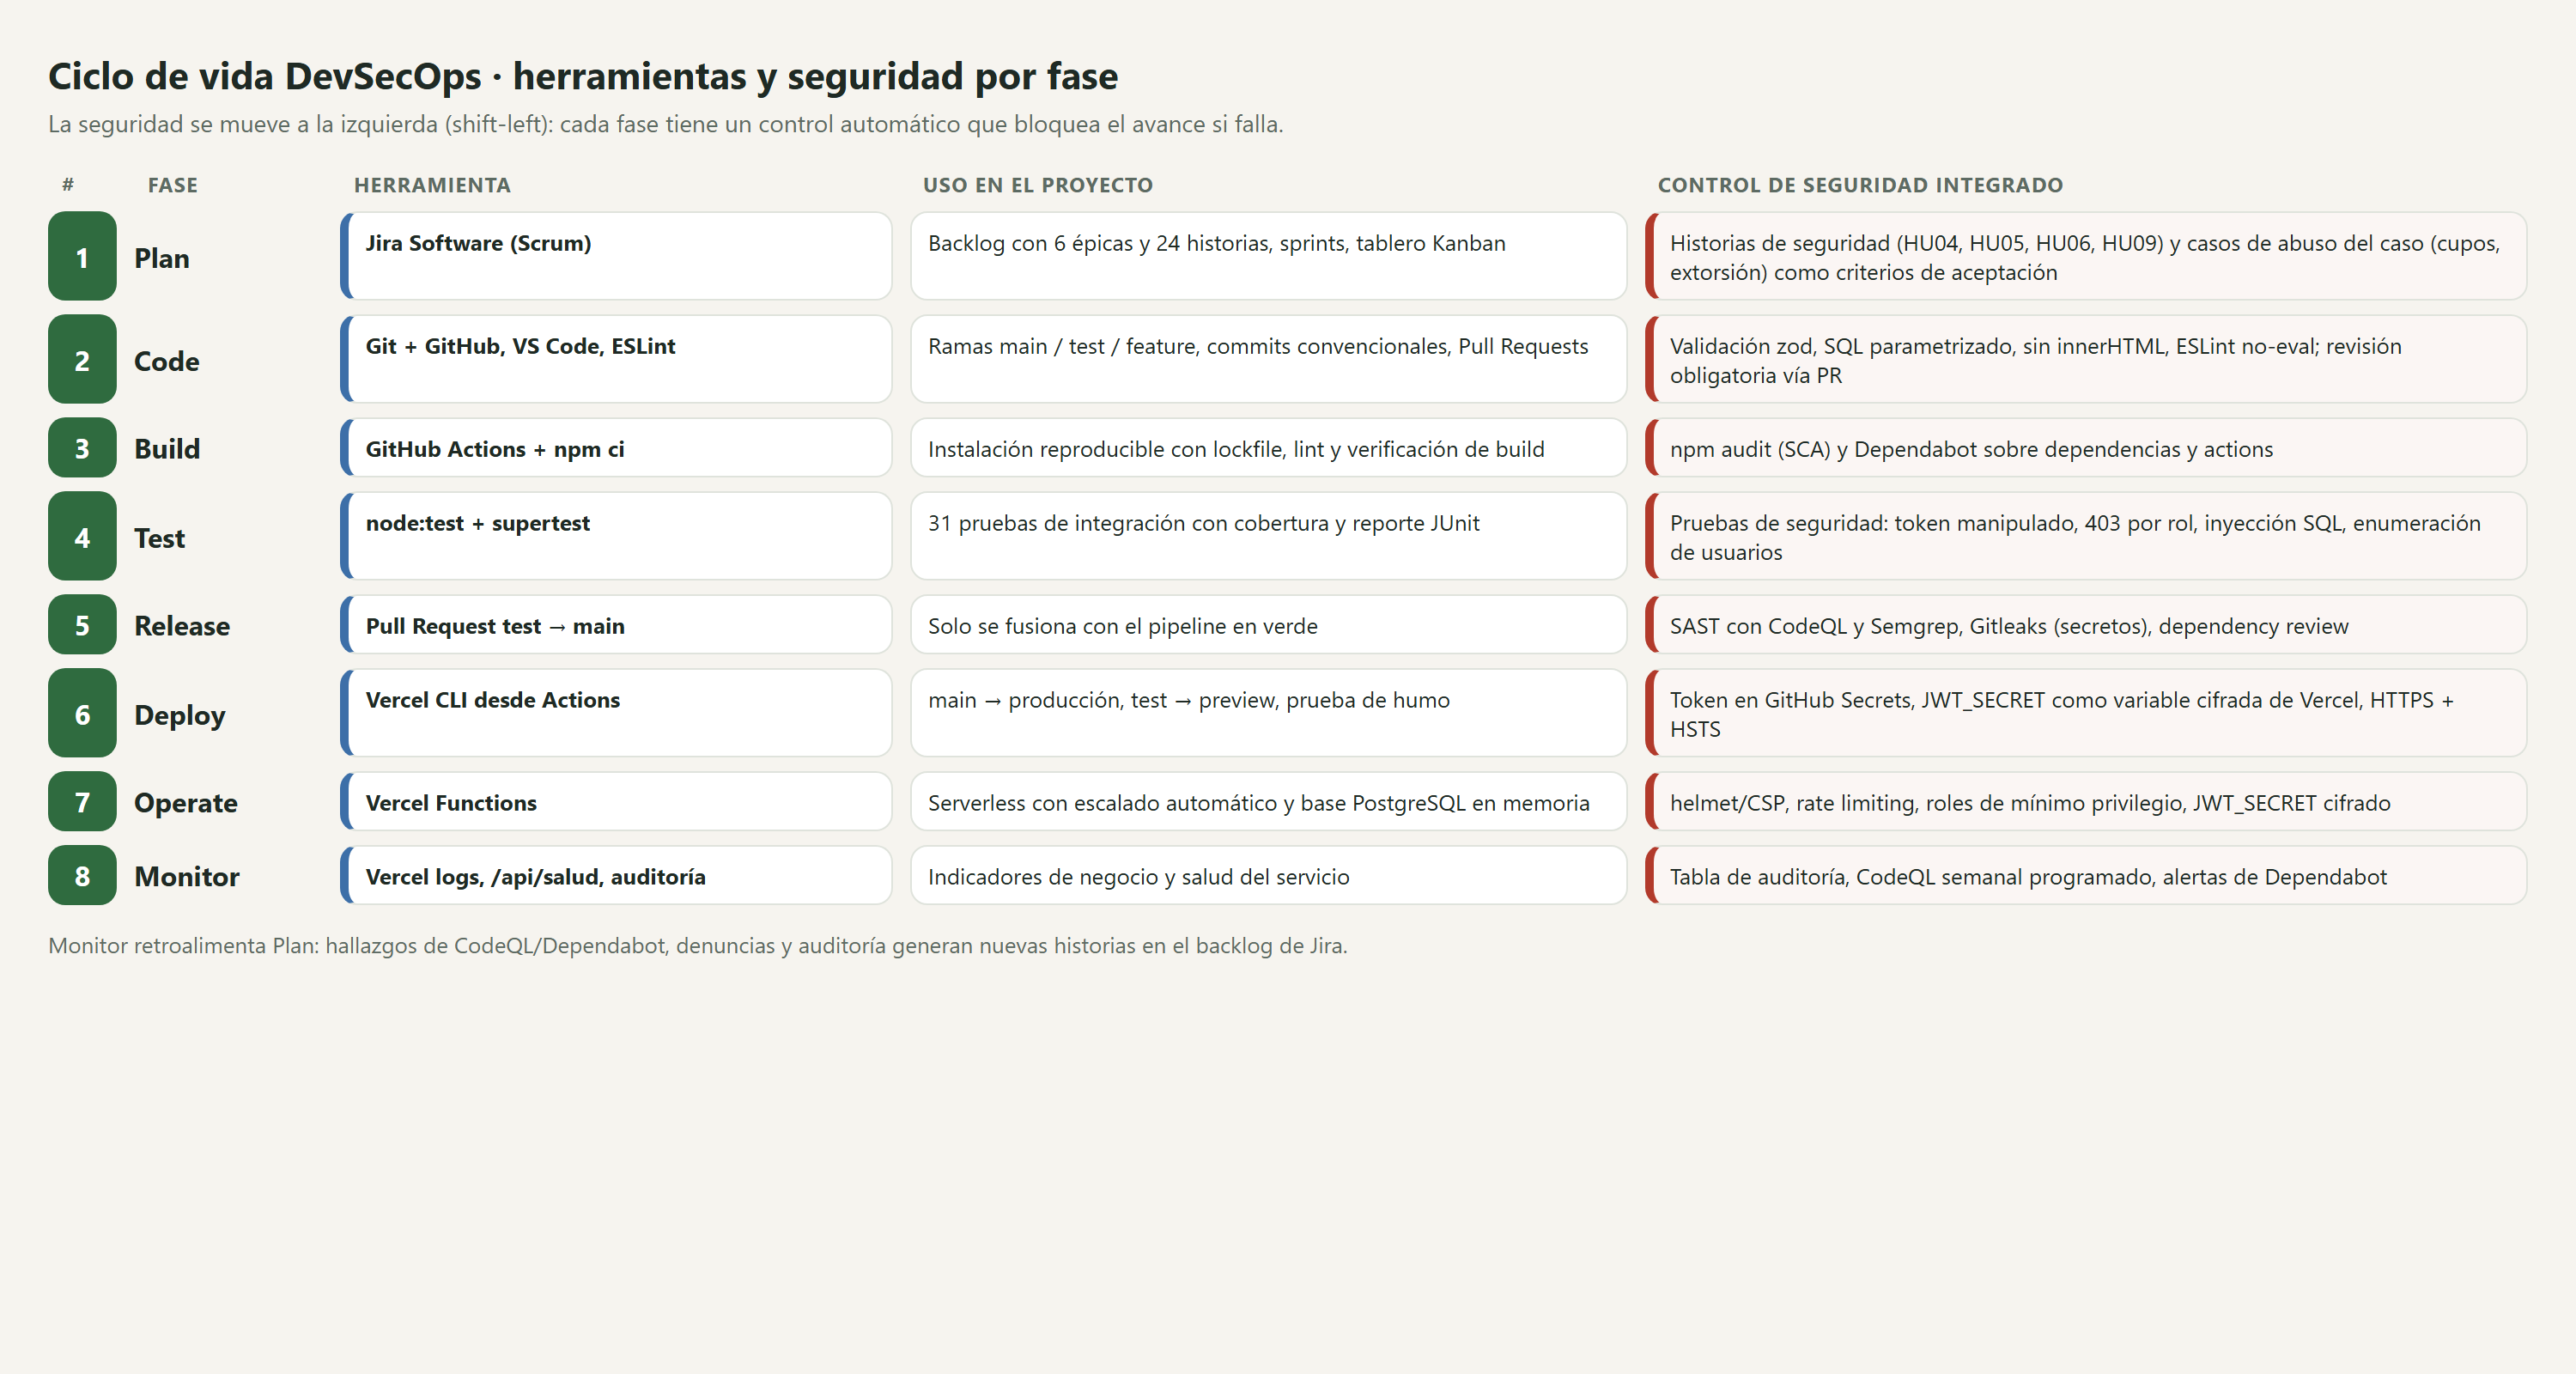 Ciclo de vida DevSecOps · herramientas y seguridad por fase
La seguridad se mueve a la izquierda (shift-left): cada fase tiene un control automático que bloquea el avance si falla.
# FASE HERRAMIENTA USO EN EL PROYECTO CONTROL DE SEGURIDAD INTEGRADO
1 Plan
Jira Software (Scrum)
Backlog con 6 épicas y 24 historias, sprints, tablero Kanban
Historias de seguridad (HU04, HU05, HU06, HU09) y casos de abuso del caso (cupos,
extorsión) como criterios de aceptación
2 Code
Git + GitHub, VS Code, ESLint
Ramas main / test / feature, commits convencionales, Pull Requests
Validación zod, SQL parametrizado, sin innerHTML, ESLint no-eval; revisión
obligatoria vía PR
3 Build
GitHub Actions + npm ci
Instalación reproducible con lockfile, lint y verificación de build
npm audit (SCA) y Dependabot sobre dependencias y actions
4 Test
node:test + supertest
31 pruebas de integración con cobertura y reporte JUnit
Pruebas de seguridad: token manipulado, 403 por rol, inyección SQL, enumeración
de usuarios
5 Release
Pull Request test → main
Solo se fusiona con el pipeline en verde
SAST con CodeQL y Semgrep, Gitleaks (secretos), dependency review
6 Deploy
Vercel CLI desde Actions
main → producción, test → preview, prueba de humo
Token en GitHub Secrets, JWT_SECRET como variable cifrada de Vercel, HTTPS +
HSTS
7 Operate
Vercel Functions
Serverless con escalado automático y base PostgreSQL en memoria
helmet/CSP, rate limiting, roles de mínimo privilegio, JWT_SECRET cifrado
8 Monitor
Vercel logs, /api/salud, auditoría
Indicadores de negocio y salud del servicio
Tabla de auditoría, CodeQL semanal programado, alertas de Dependabot
Monitor retroalimenta Plan: hallazgos de CodeQL/Dependabot, denuncias y auditoría generan nuevas historias en el backlog de Jira.